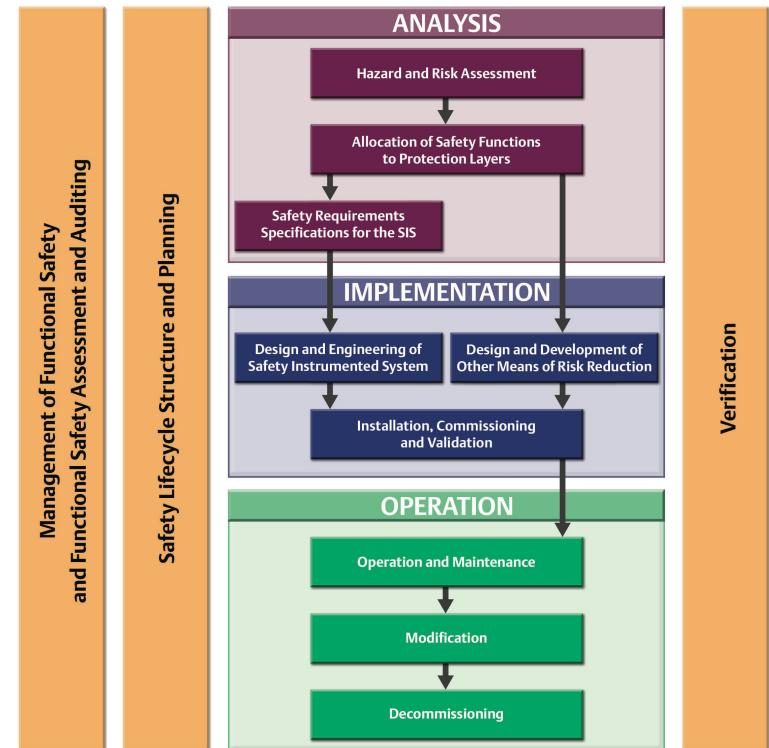 Management of Functional Safety
and Functional Safety Assessment and Auditing
Safety Lifecycle Structure and Planning
ANALYSIS
Hazard and Risk Assessment
Allocation of Safety Functions
to Protection Layers
Safety Requirements
Specifications for the SIS
IMPLEMENTATION
Design and Engineering of
Safety Instrumented System
Design and Development of
Other Means of Risk Reduction
Installation, Commissioning
and Validation
OPERATION
Operation and Maintenance
Modification
Decommissioning
Verification